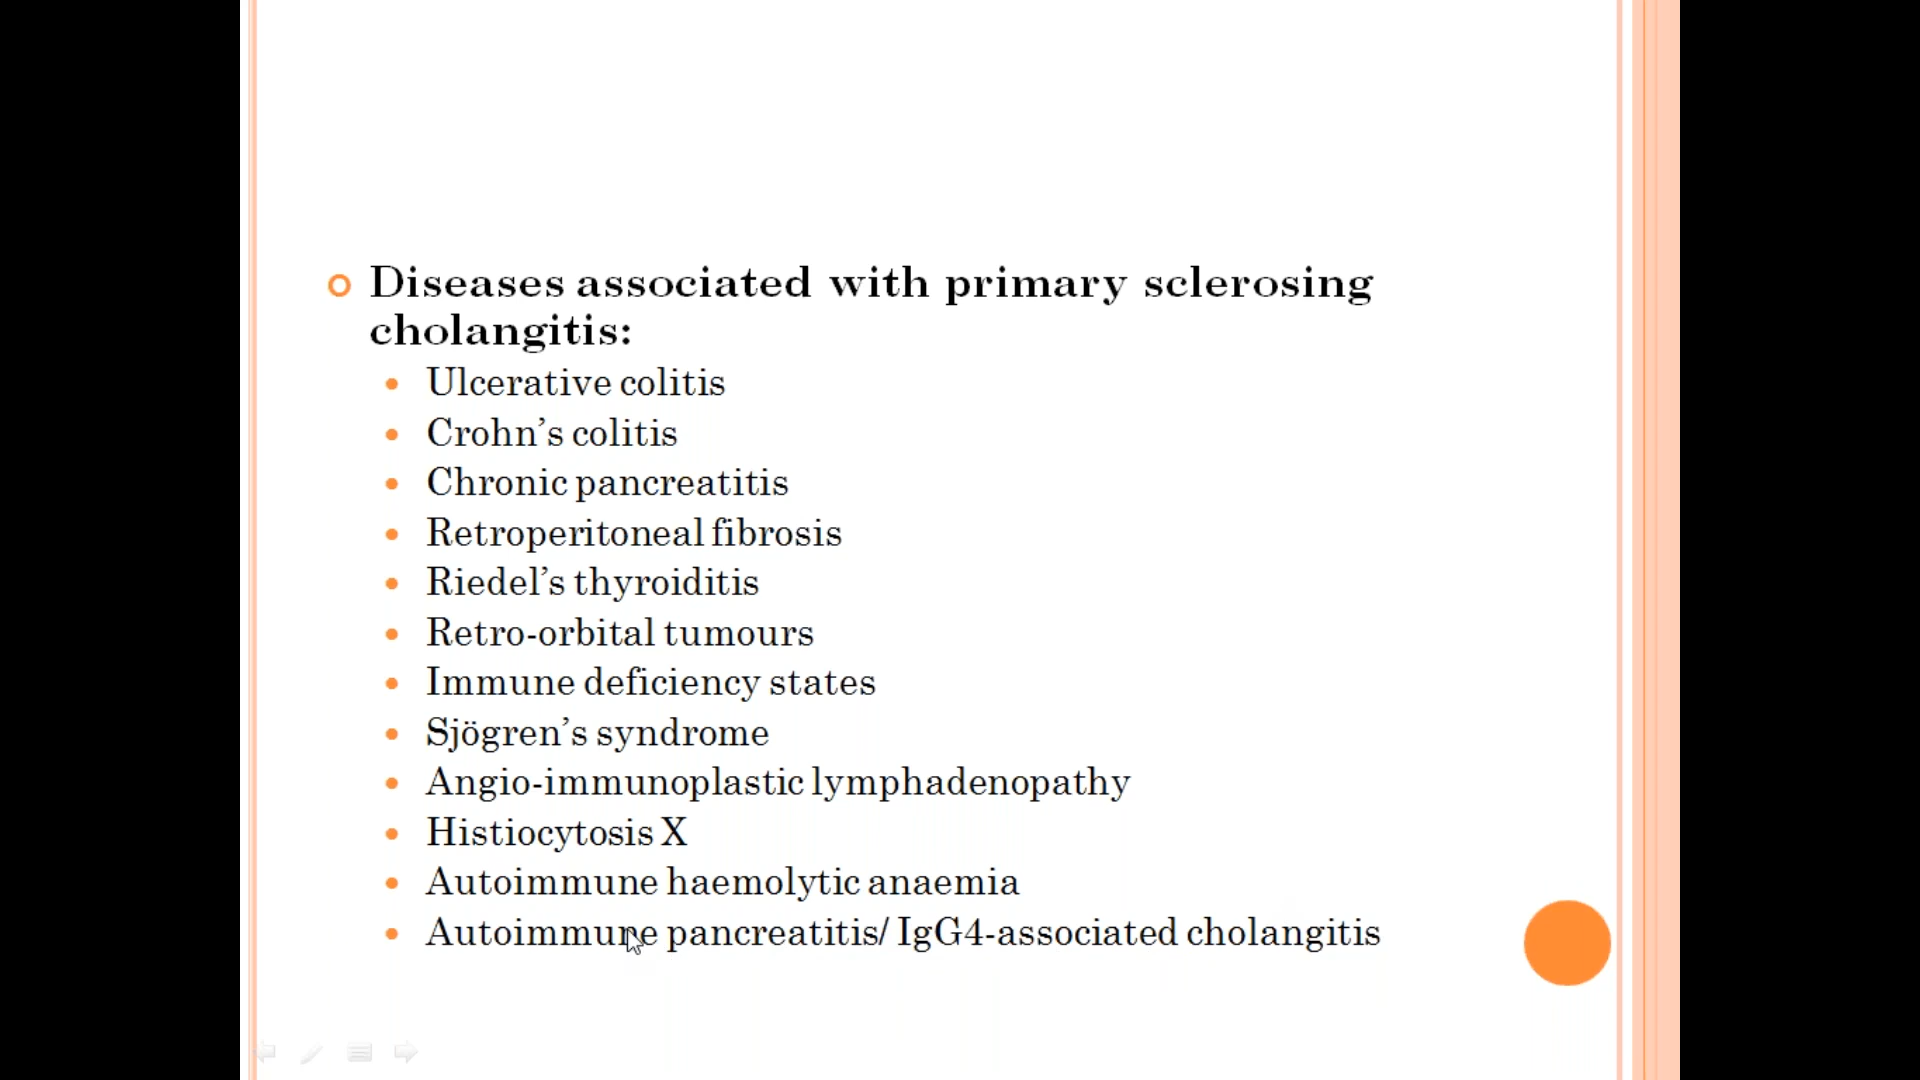 Diseases associated with primary sclerosing
cholangitis:
Ulcerative colitis
Crohn’s colitis
Chronic pancreatitis
Retroperitoneal fibrosis
Riedel’s thyroiditis
Retro-orbital tumours
Immune deficiency states
Sjögren’s syndrome
Angio-immunoplastic lymphadenopathy
Histiocytosis X
Autoimmune haemolytic anaemia
Autoimmune pancreatitis/ IgG4-associated cholangitis